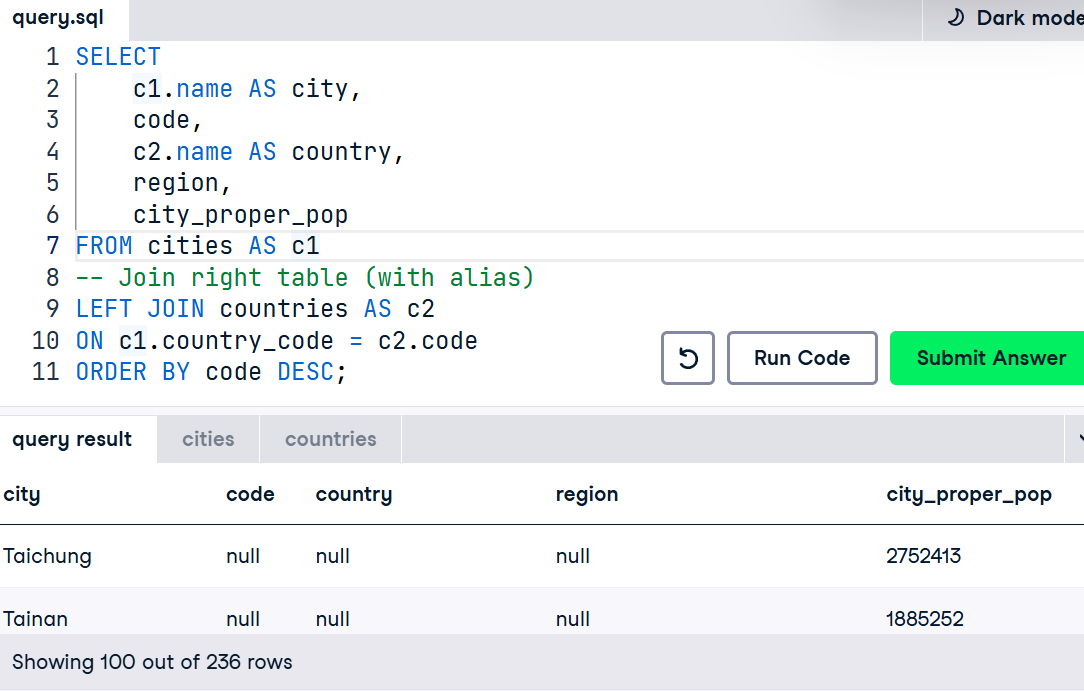 query.sql
Dark mode
1 SELECT
2 c1.name AS city,
3 code,
4 c2.name AS country,
5 region,
6 city_proper_pop
7 FROM cities AS c1
8 -- Join right table (with alias)
9 LEFT JOIN countries AS c2
10 ON c1.country_code = c2.code
11 ORDER BY code DESC;
Run Code Submit Answer
query result cities countries
city code country region city_proper_pop
Taichung null null null 2752413
Tainan null null null 1885252
Showing 100 out of 236 rows